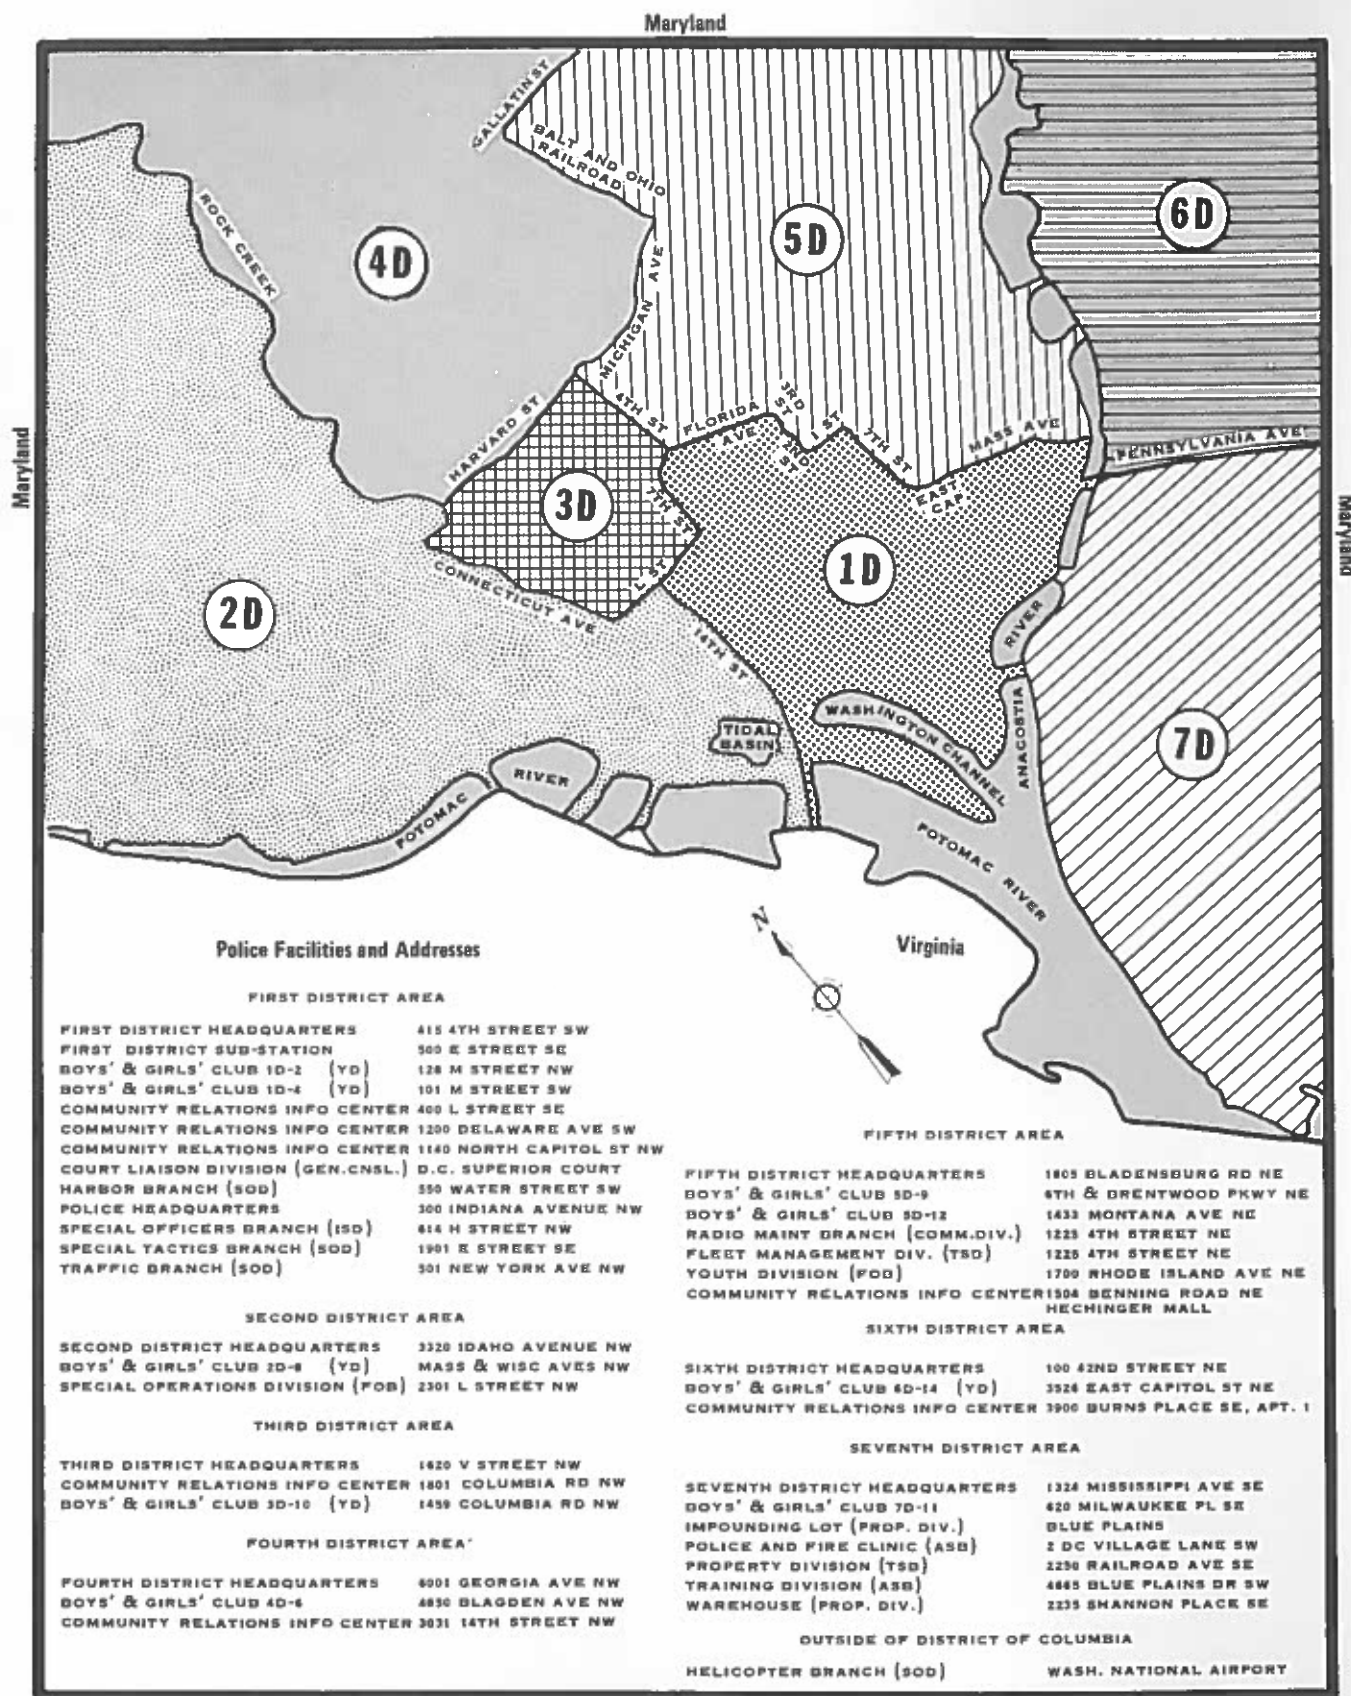 Maryland
Maryland
Maryland
GALLATIN ST
BALT AND OHIO
RAILROAD
ROCK CREEK
4D
5D
6D
MICHIGAN AVE
HARVARD ST
4TH ST
FLORIDA
AVE
3RD
ST
2ND
ST
H
ST
7TH ST
MASS AVE
EAST
CAP
PENNSYLVANIA AVE
3D
7TH ST
L ST
1D
2D
CONNECTICUT AVE
14TH ST
RIVER
ANACOSTIA
WASHINGTON CHANNEL
TIDAL
BASIN
7D
POTOMAC
RIVER
POTOMAC RIVER
N
Virginia
Police Facilities and Addresses
FIRST DISTRICT AREA
FIRST DISTRICT HEADQUARTERS 415 4TH STREET SW
FIRST DISTRICT SUB-STATION 500 E STREET SE
BOYS' & GIRLS' CLUB 1D-2 (YD) 128 M STREET NW
BOYS' & GIRLS' CLUB 1D-4 (YD) 101 M STREET SW
COMMUNITY RELATIONS INFO CENTER 400 L STREET SE
COMMUNITY RELATIONS INFO CENTER 1200 DELAWARE AVE SW
COMMUNITY RELATIONS INFO CENTER 1140 NORTH CAPITOL ST NW
COURT LIAISON DIVISION (GEN.CNSL.) D.C. SUPERIOR COURT
HARBOR BRANCH (SOD) 550 WATER STREET SW
POLICE HEADQUARTERS 300 INDIANA AVENUE NW
SPECIAL OFFICERS BRANCH (ISD) 614 H STREET NW
SPECIAL TACTICS BRANCH (SOD) 1901 E STREET SE
TRAFFIC BRANCH (SOD) 501 NEW YORK AVE NW
SECOND DISTRICT AREA
SECOND DISTRICT HEADQUARTERS 3320 IDAHO AVENUE NW
BOYS' & GIRLS' CLUB 2D-8 (YD) MASS & WISC AVES NW
SPECIAL OPERATIONS DIVISION (FOB) 2301 L STREET NW
THIRD DISTRICT AREA
THIRD DISTRICT HEADQUARTERS 1620 V STREET NW
COMMUNITY RELATIONS INFO CENTER 1801 COLUMBIA RD NW
BOYS' & GIRLS' CLUB 3D-10 (YD) 1459 COLUMBIA RD NW
FOURTH DISTRICT AREA
FOURTH DISTRICT HEADQUARTERS 6001 GEORGIA AVE NW
BOYS' & GIRLS' CLUB 4D-6 4850 BLAGDEN AVE NW
COMMUNITY RELATIONS INFO CENTER 3031 14TH STREET NW
FIFTH DISTRICT AREA
FIFTH DISTRICT HEADQUARTERS 1805 BLADENSBURG RD NE
BOYS' & GIRLS' CLUB 5D-9 6TH & BRENTWOOD PKWY NE
BOYS' & GIRLS' CLUB 5D-12 1433 MONTANA AVE NE
RADIO MAINT BRANCH (COMM.DIV.) 1225 4TH STREET NE
FLEET MANAGEMENT DIV. (TSD) 1225 4TH STREET NE
YOUTH DIVISION (FOB) 1700 RHODE ISLAND AVE NE
COMMUNITY RELATIONS INFO CENTER 1504 BENNING ROAD NE
HECHINGER MALL
SIXTH DISTRICT AREA
SIXTH DISTRICT HEADQUARTERS 100 42ND STREET NE
BOYS' & GIRLS' CLUB 6D-14 (YD) 3526 EAST CAPITOL ST NE
COMMUNITY RELATIONS INFO CENTER 3900 BURNS PLACE SE, APT. 1
SEVENTH DISTRICT AREA
SEVENTH DISTRICT HEADQUARTERS 1324 MISSISSIPPI AVE SE
BOYS' & GIRLS' CLUB 7D-11 620 MILWAUKEE PL SE
IMPOUNDING LOT (PROP. DIV.) BLUE PLAINS
POLICE AND FIRE CLINIC (ASB) 2 DC VILLAGE LANE SW
PROPERTY DIVISION (TSD) 2250 RAILROAD AVE SE
TRAINING DIVISION (ASB) 4665 BLUE PLAINS DR SW
WAREHOUSE (PROP. DIV.) 2235 SHANNON PLACE SE
OUTSIDE OF DISTRICT OF COLUMBIA
HELICOPTER BRANCH (SOD) WASH. NATIONAL AIRPORT